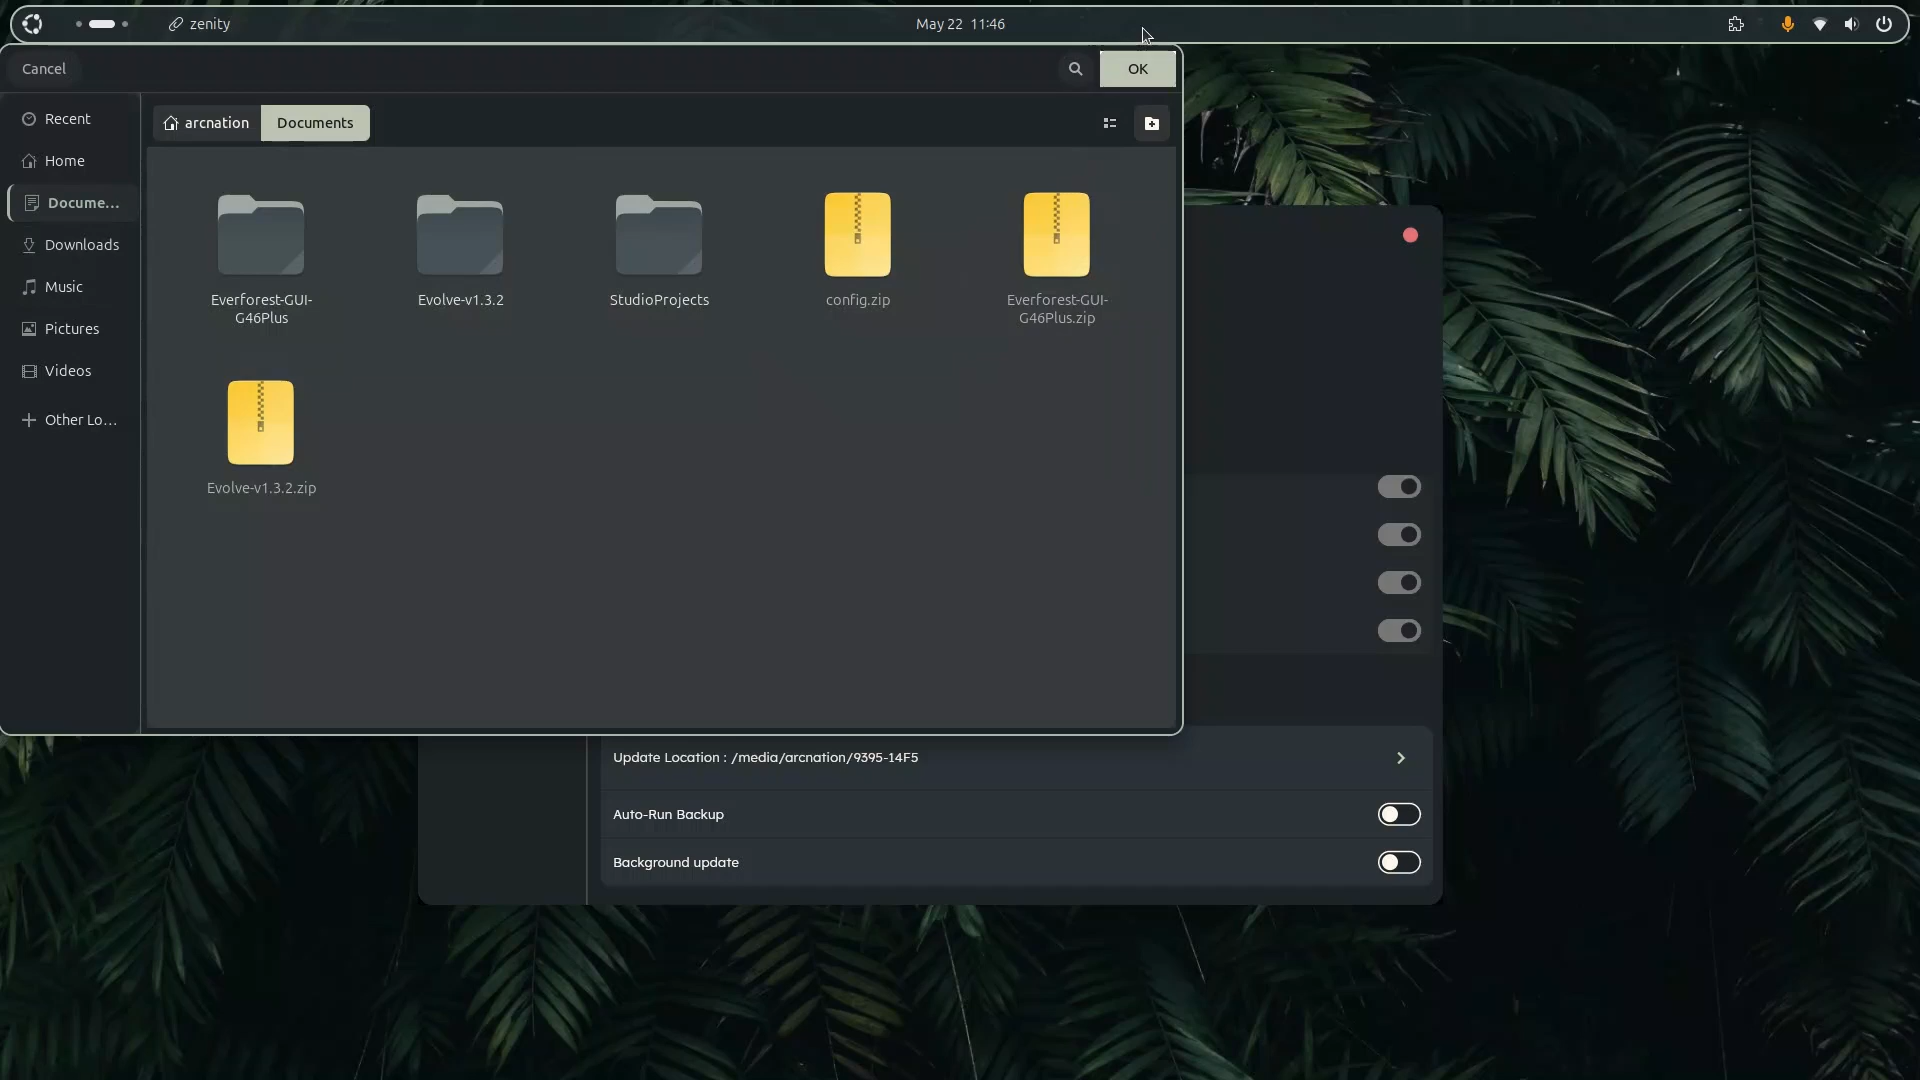 zenity
May 22 11:46
Cancel
OK
Recent
Home
Docume...
Downloads
Music
Pictures
Videos
Other Lo...
arcnation
Documents
Everforest-GUI-
G46Plus
Evolve-v1.3.2
StudioProjects
config.zip
Everforest-GUI-
G46Plus.zip
Evolve-v1.3.2.zip
Update Location : /media/arcnation/9395-14F5
Auto-Run Backup
Background update